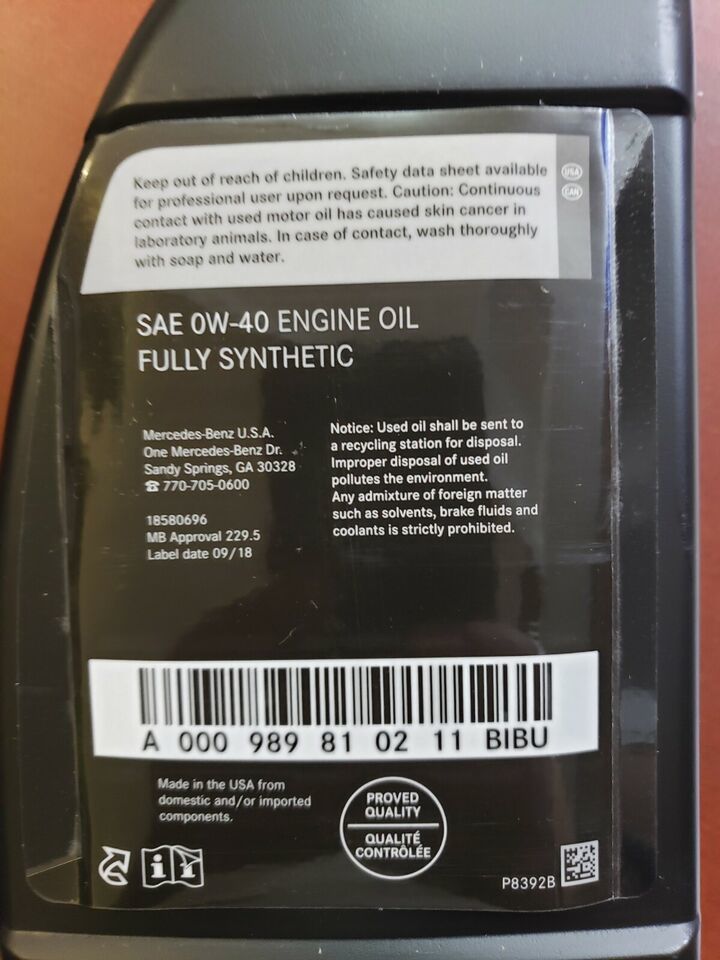 Keep out of reach of children. Safety data sheet available
for professional user upon request. Caution: Continuous
contact with used motor oil has caused skin cancer in
laboratory animals. In case of contact, wash thoroughly
with soap and water.
USA
CAN
SAE 0W-40 ENGINE OIL
FULLY SYNTHETIC
Mercedes-Benz U.S.A.
One Mercedes-Benz Dr.
Sandy Springs, GA 30328
☎ 770-705-0600
18580696
MB Approval 229.5
Label date 09/18
Notice: Used oil shall be sent to
a recycling station for disposal.
Improper disposal of used oil
pollutes the environment.
Any admixture of foreign matter
such as solvents, brake fluids and
coolants is strictly prohibited.
A 000 989 81 02 11 BIBU
Made in the USA from
domestic and/or imported
components.
PROVED
QUALITY
QUALITÉ
CONTRÔLÉE
P8392B